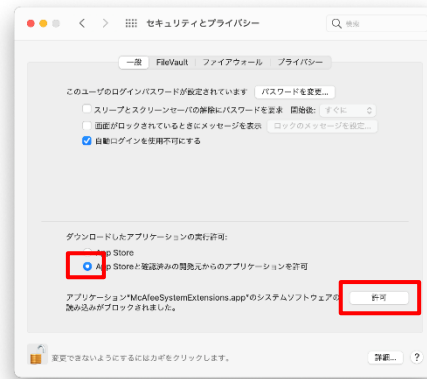 セキュリティとプライバシー
検索
一般 FileVault ファイアウォール プライバシー
このユーザのログインパスワードが設定されています パスワードを変更...
スリープとスクリーンセーバの解除にパスワードを要求 開始後: すぐに
画面がロックされているときにメッセージを表示 ロックのメッセージを設定...
自動ログインを使用不可にする
ダウンロードしたアプリケーションの実行許可:
App Store
App Storeと確認済みの開発元からのアプリケーションを許可
アプリケーション"McAfeeSystemExtensions.app"のシステムソフトウェアの 許可
読み込みがブロックされました。
変更できないようにするにはカギをクリックします。 詳細... ?